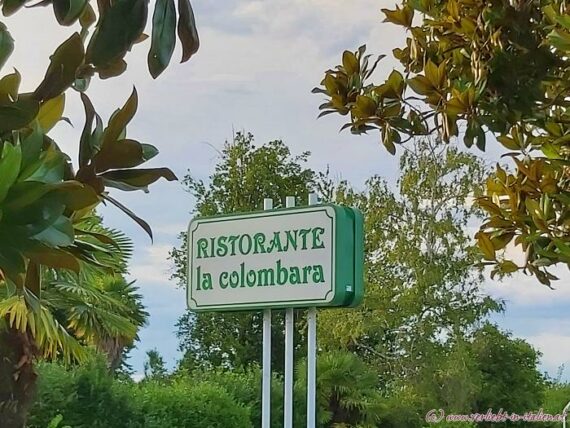 RISTORANTE
la colombara
© www.verliebt-in-italien.at